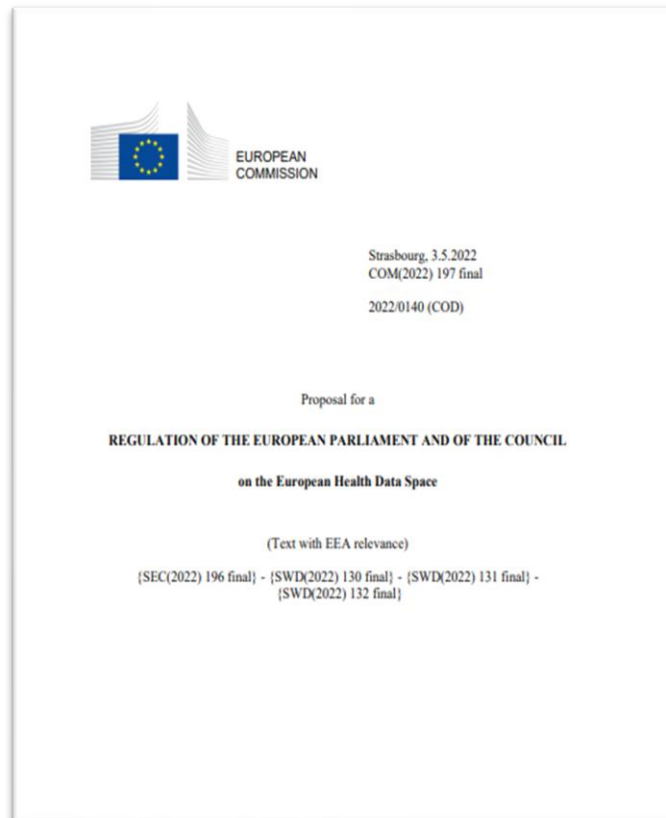 EUROPEAN
COMMISSION
Strasbourg, 3.5.2022
COM(2022) 197 final
2022/0140 (COD)
Proposal for a
REGULATION OF THE EUROPEAN PARLIAMENT AND OF THE COUNCIL
on the European Health Data Space
(Text with EEA relevance)
{SEC(2022) 196 final} - {SWD(2022) 130 final} - {SWD(2022) 131 final} -
{SWD(2022) 132 final}